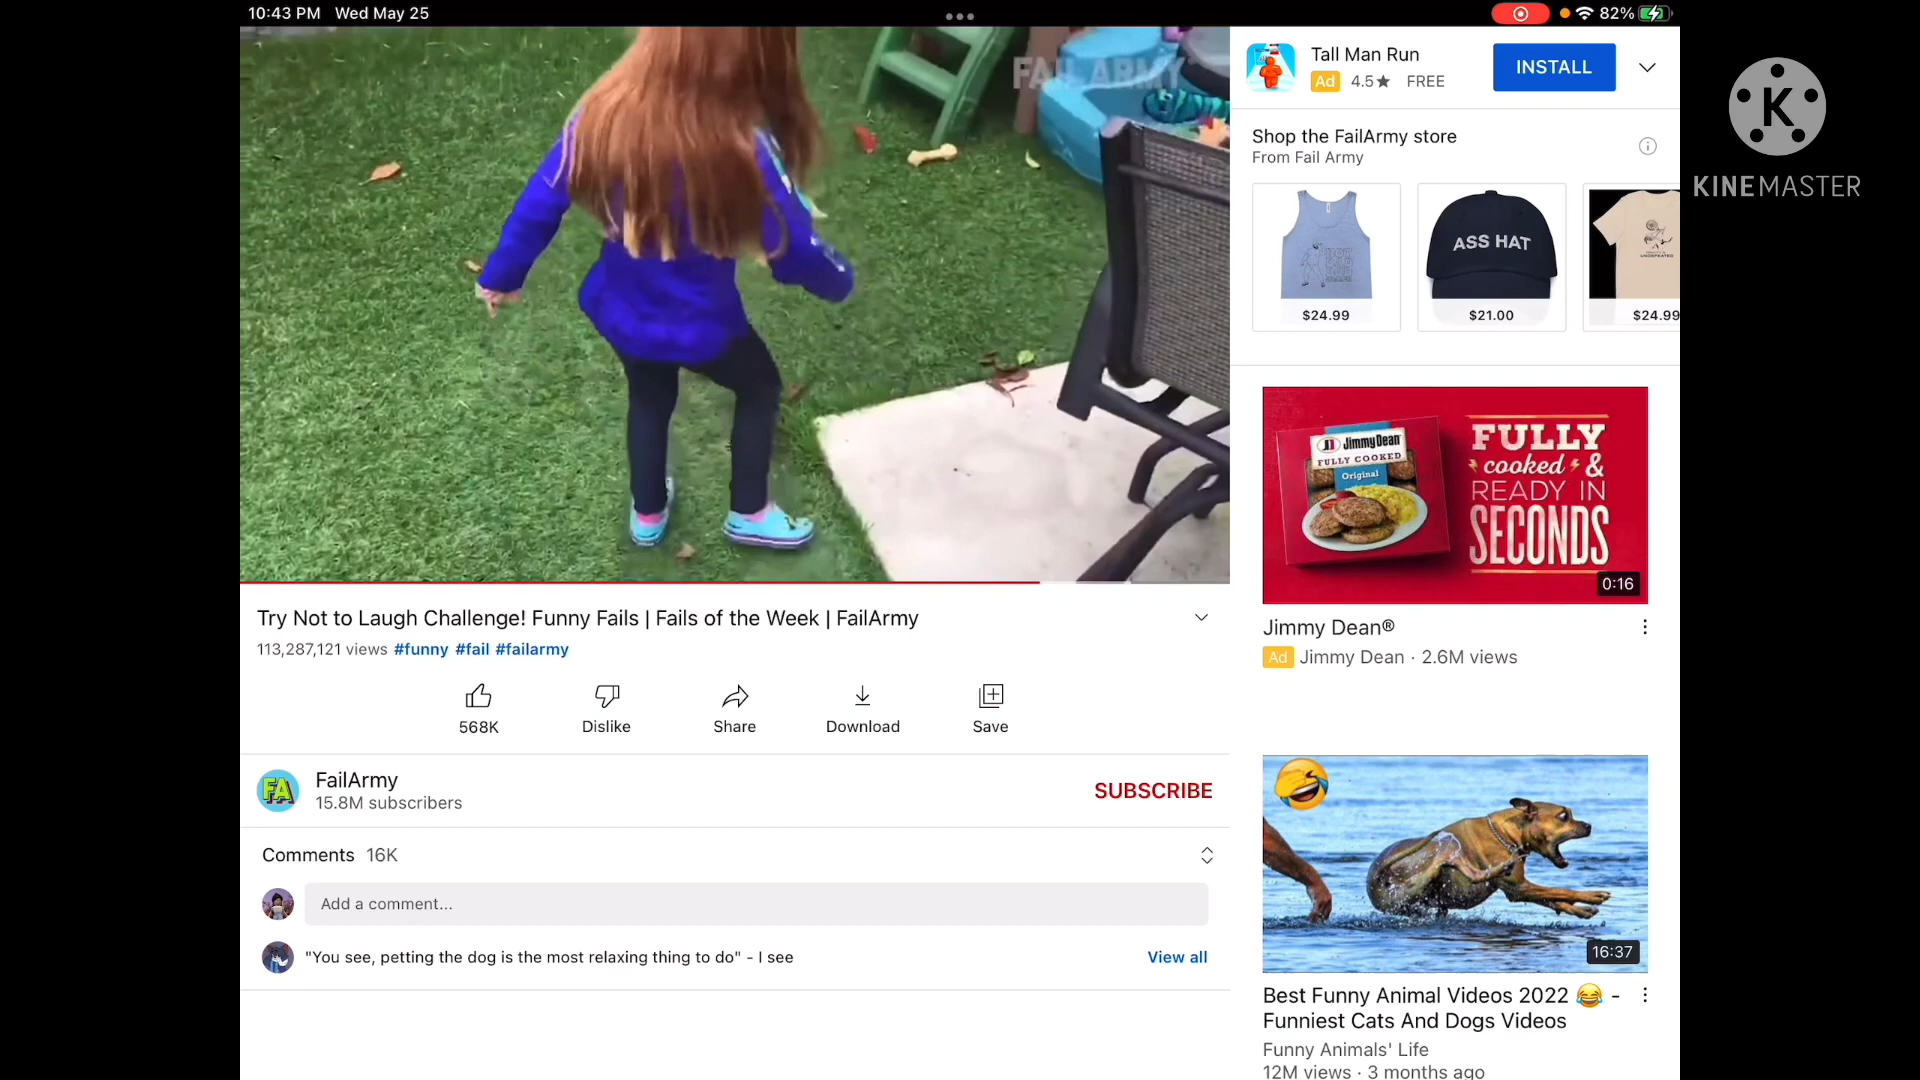 10:43 PM Wed May 25
82%
FAIL ARMY
Tall Man Run
Ad 4.5★ FREE
INSTALL
K
KINEMASTER
Shop the FailArmy store
From Fail Army
ASS HAT
UNDEFEATED
$24.99
$21.00
$24.99
Jimmy Dean
FULLY COOKED
Original
FULLY
cooked &
READY IN
SECONDS
0:16
Jimmy Dean®
Ad Jimmy Dean · 2.6M views
Try Not to Laugh Challenge! Funny Fails | Fails of the Week | FailArmy
113,287,121 views #funny #fail #failarmy
568K
Dislike
Share
Download
Save
FA
FailArmy
15.8M subscribers
SUBSCRIBE
Comments 16K
Add a comment...
"You see, petting the dog is the most relaxing thing to do" - I see
View all
16:37
Best Funny Animal Videos 2022 😂 -
Funniest Cats And Dogs Videos
Funny Animals' Life
12M views · 3 months ago